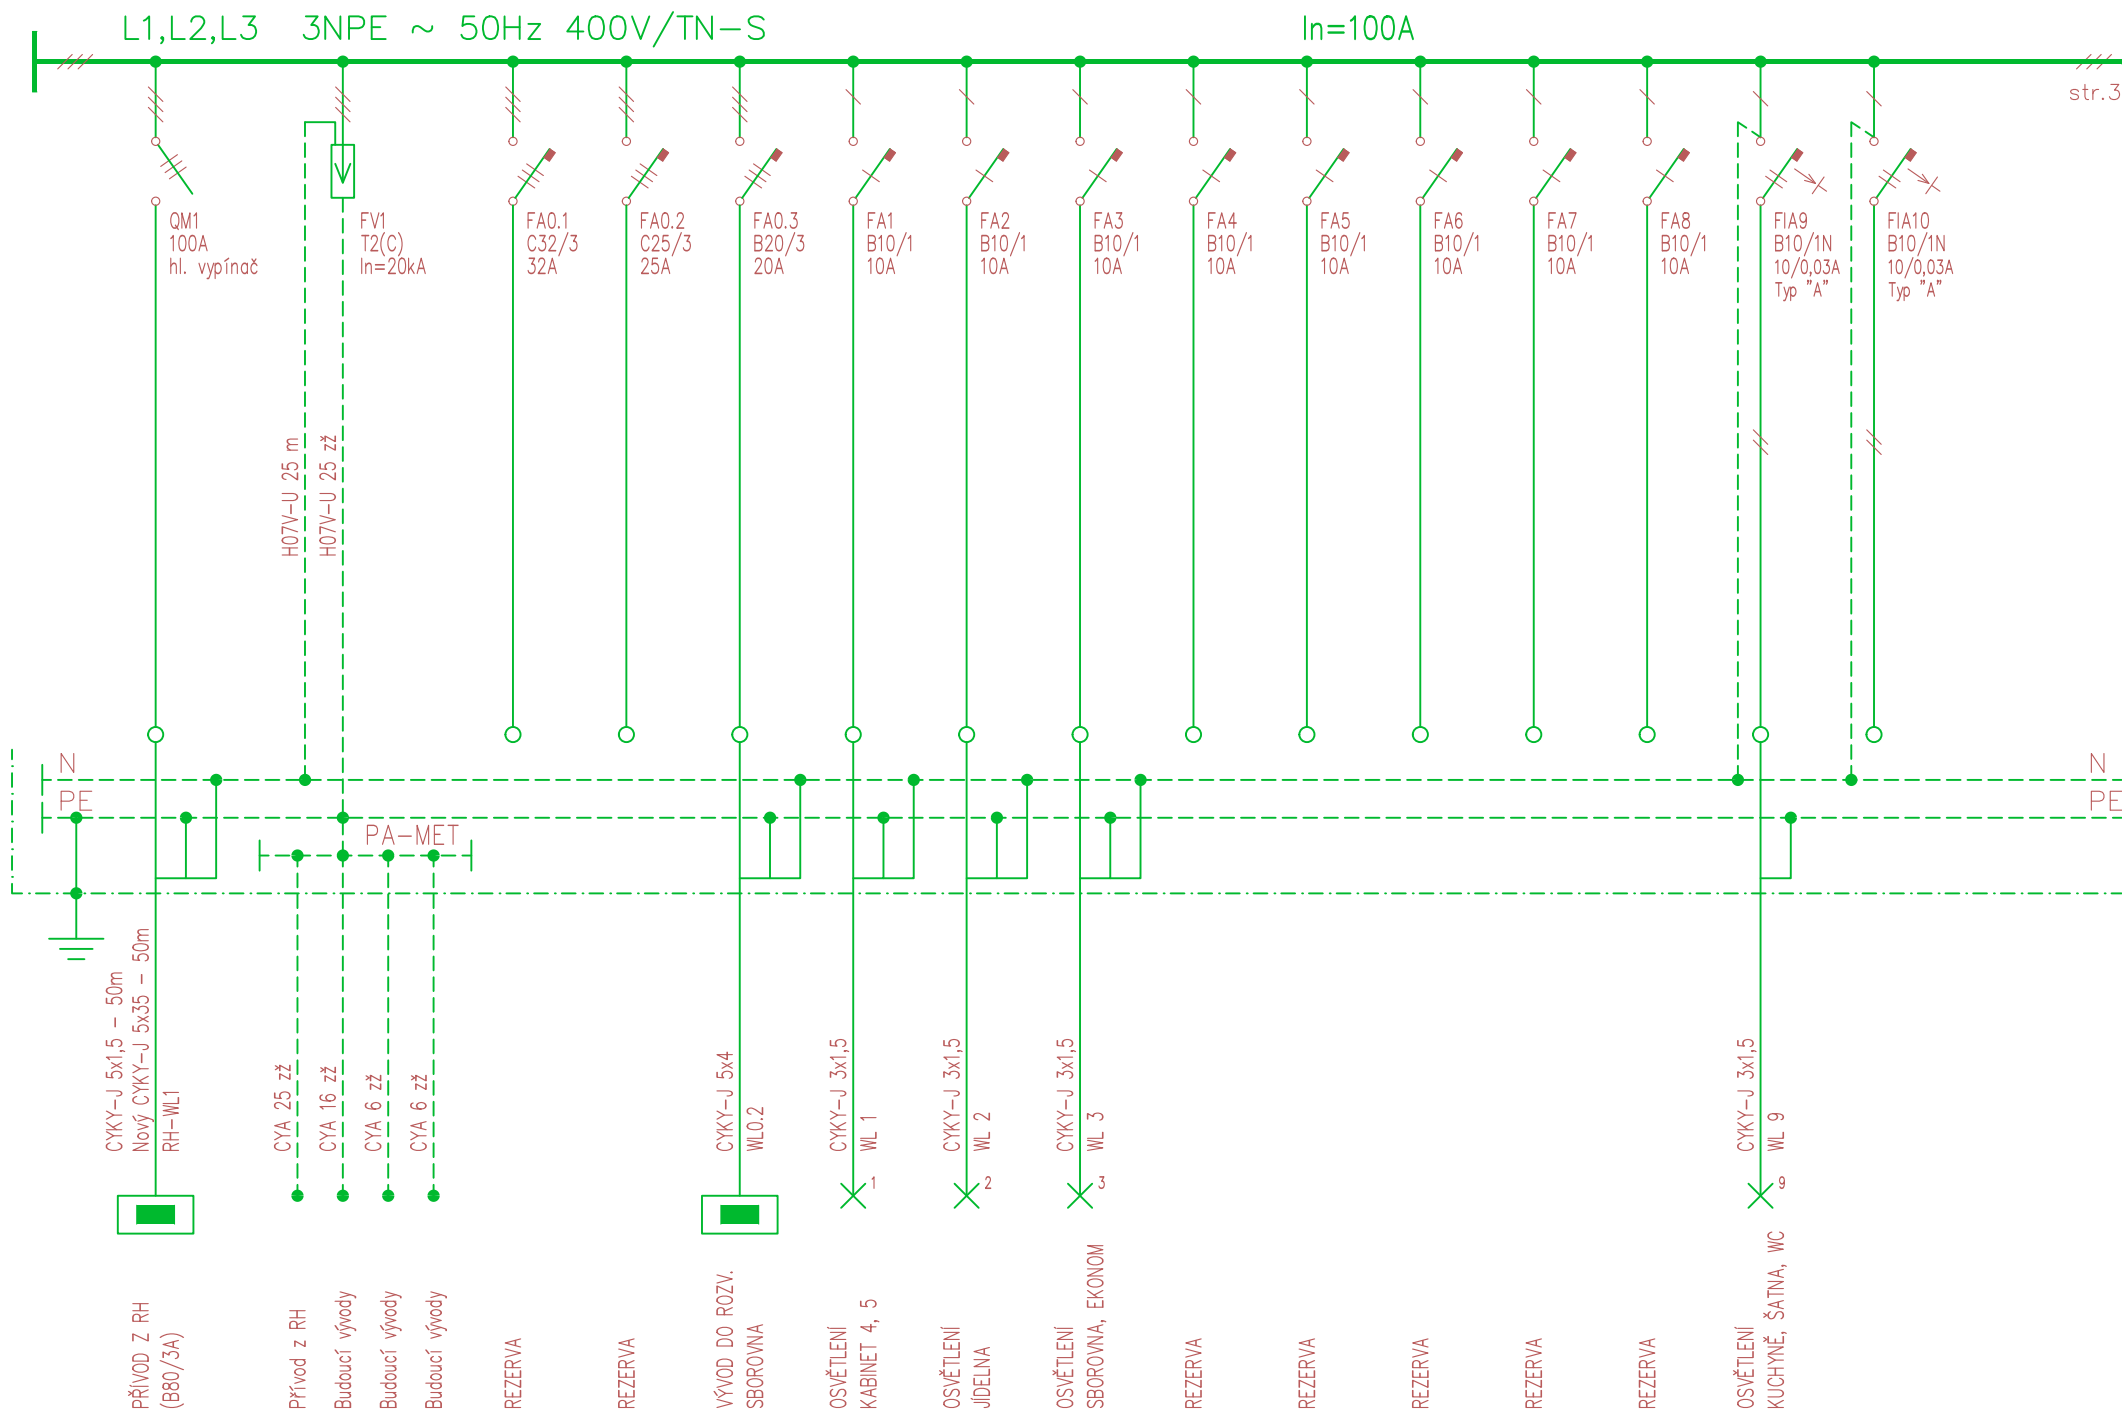 L1,L2,L3 3NPE ~ 50Hz 400V/TN-S
In=100A
str.3
QM1
100A
hl. vypínač
FV1
T2(C)
In=20kA
FA0.1
C32/3
32A
FA0.2
C25/3
25A
FA0.3
B20/3
20A
FA1
B10/1
10A
FA2
B10/1
10A
FA3
B10/1
10A
FA4
B10/1
10A
FA5
B10/1
10A
FA6
B10/1
10A
FA7
B10/1
10A
FA8
B10/1
10A
FIA9
B10/1N
10/0,03A
Typ "A"
FIA10
B10/1N
10/0,03A
Typ "A"
H07V-U 25 m
H07V-U 25 zž
N
N
PE
PE
PA-MET
CYKY-J 5x1,5 - 50m
Nový CYKY-J 5x35 - 50m
RH-WL1
CYA 25 zž
CYA 16 zž
CYA 6 zž
CYA 6 zž
CYKY-J 5x4
WL0.2
CYKY-J 3x1,5
WL 1
CYKY-J 3x1,5
WL 2
CYKY-J 3x1,5
WL 3
CYKY-J 3x1,5
WL 9
1
2
3
9
PŘÍVOD Z RH
(B80/3A)
Přívod z RH
Budoucí vývody
Budoucí vývody
Budoucí vývody
REZERVA
REZERVA
VÝVOD DO ROZV.
SBOROVNA
OSVĚTLENÍ
KABINET 4, 5
OSVĚTLENÍ
JÍDELNA
OSVĚTLENÍ
SBOROVNA, EKONOM
REZERVA
REZERVA
REZERVA
REZERVA
REZERVA
OSVĚTLENÍ
KUCHYNĚ, ŠATNA, WC